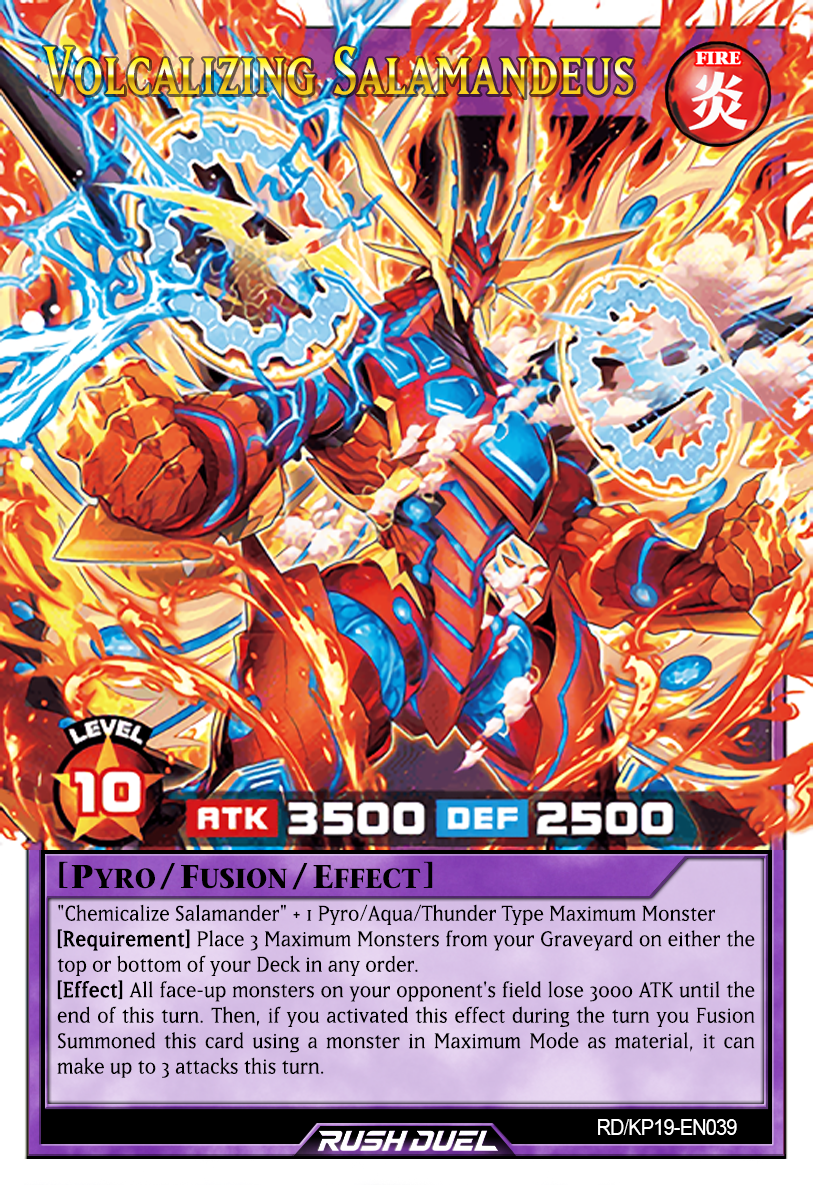 VOLCALIZING SALAMANDEUS
FIRE
炎
LEVEL
10
ATK 3500 DEF 2500
[PYRO / FUSION / EFFECT]
"Chemicalize Salamander" + 1 Pyro/Aqua/Thunder Type Maximum Monster
[Requirement] Place 3 Maximum Monsters from your Graveyard on either the
top or bottom of your Deck in any order.
[Effect] All face-up monsters on your opponent's field lose 3000 ATK until the
end of this turn. Then, if you activated this effect during the turn you Fusion
Summoned this card using a monster in Maximum Mode as material, it can
make up to 3 attacks this turn.
RD/KP19-EN039
RUSH DUEL